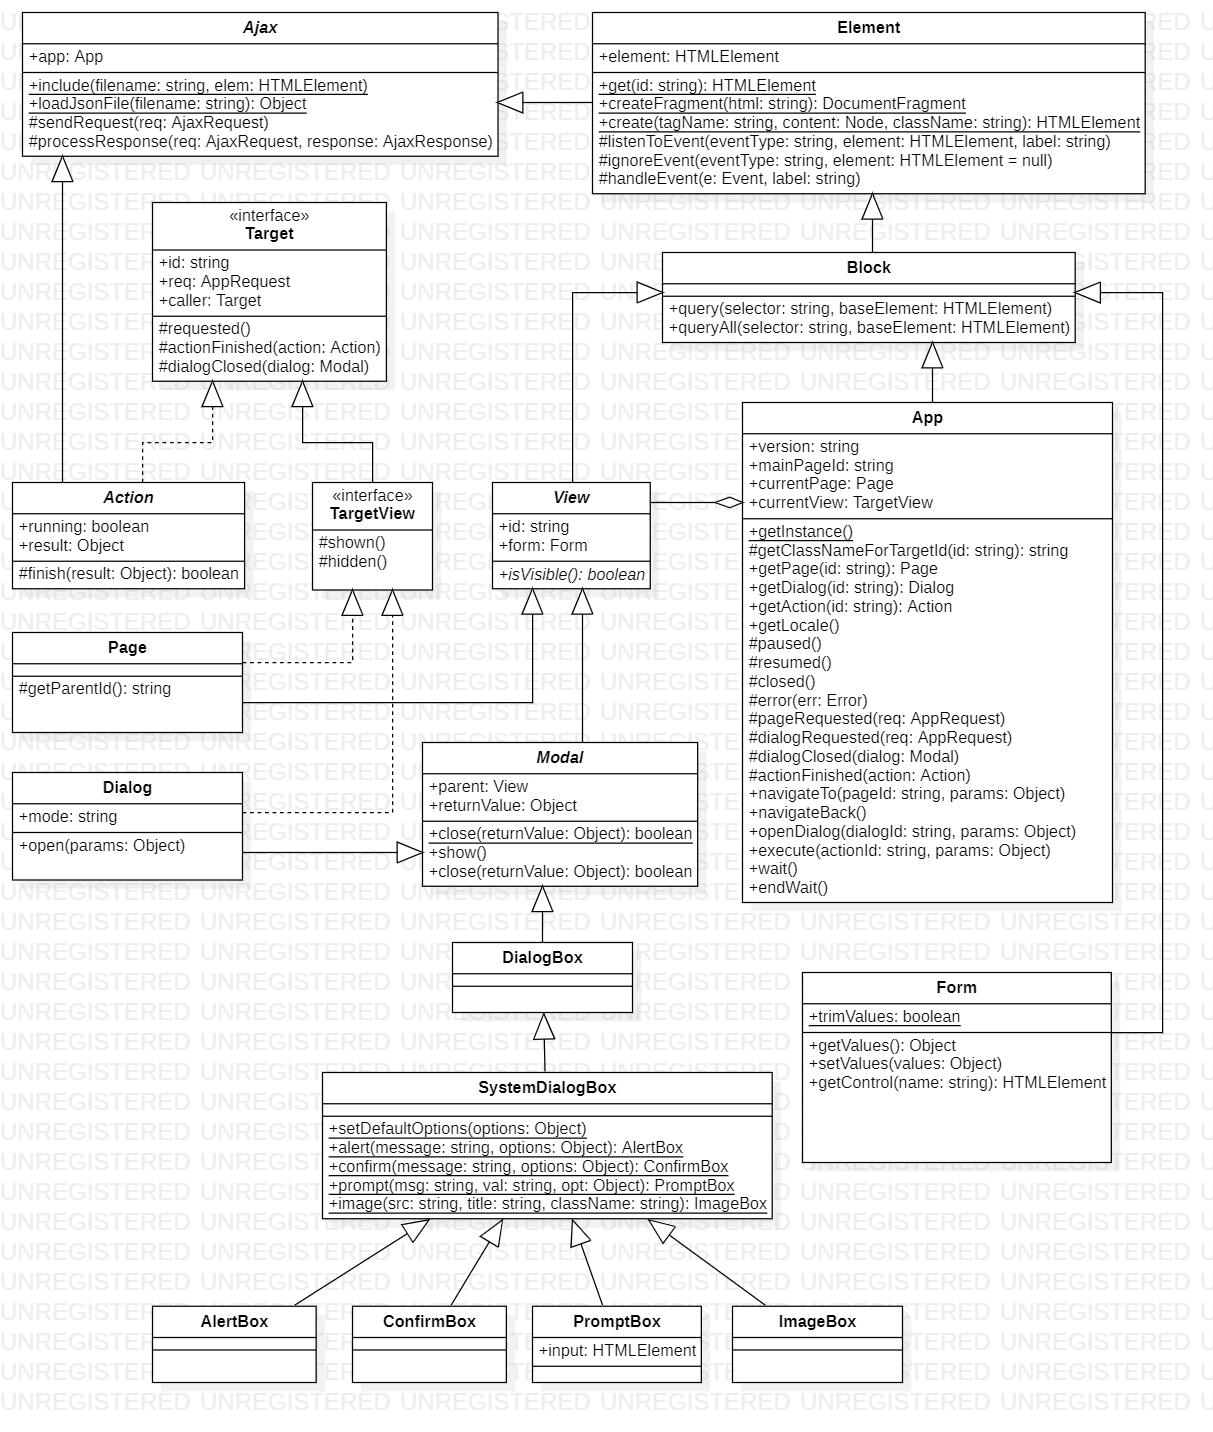 Ajax
+app: App
+include(filename: string, elem: HTMLElement)
+loadJsonFile(filename: string): Object
#sendRequest(req: AjaxRequest)
#processResponse(req: AjaxRequest, response: AjaxResponse)
Element
+element: HTMLElement
+get(id: string): HTMLElement
+createFragment(html: string): DocumentFragment
+create(tagName: string, content: Node, className: string): HTMLElement
#listenToEvent(eventType: string, element: HTMLElement, label: string)
#ignoreEvent(eventType: string, element: HTMLElement = null)
#handleEvent(e: Event, label: string)
«interface»
Target
+id: string
+req: AppRequest
+caller: Target
#requested()
#actionFinished(action: Action)
#dialogClosed(dialog: Modal)
Block
+query(selector: string, baseElement: HTMLElement)
+queryAll(selector: string, baseElement: HTMLElement)
Action
+running: boolean
+result: Object
#finish(result: Object): boolean
«interface»
TargetView
#shown()
#hidden()
View
+id: string
+form: Form
+isVisible(): boolean
App
+version: string
+mainPageId: string
+currentPage: Page
+currentView: TargetView
+getInstance()
#getClassNameForTargetId(id: string): string
+getPage(id: string): Page
+getDialog(id: string): Dialog
+getAction(id: string): Action
+getLocale()
#paused()
#resumed()
#closed()
#error(err: Error)
#pageRequested(req: AppRequest)
#dialogRequested(req: AppRequest)
#dialogClosed(dialog: Modal)
#actionFinished(action: Action)
+navigateTo(pageId: string, params: Object)
+navigateBack()
+openDialog(dialogId: string, params: Object)
+execute(actionId: string, params: Object)
+wait()
+endWait()
Page
#getParentId(): string
Dialog
+mode: string
+open(params: Object)
Modal
+parent: View
+returnValue: Object
+close(returnValue: Object): boolean
+show()
+close(returnValue: Object): boolean
DialogBox
Form
+trimValues: boolean
+getValues(): Object
+setValues(values: Object)
+getControl(name: string): HTMLElement
SystemDialogBox
+setDefaultOptions(options: Object)
+alert(message: string, options: Object): AlertBox
+confirm(message: string, options: Object): ConfirmBox
+prompt(msg: string, val: string, opt: Object): PromptBox
+image(src: string, title: string, className: string): ImageBox
AlertBox
ConfirmBox
PromptBox
+input: HTMLElement
ImageBox
UNREGISTERED UNREGISTERED UNREGISTERED UNREGISTERED UNREGISTERED UNREGISTERED